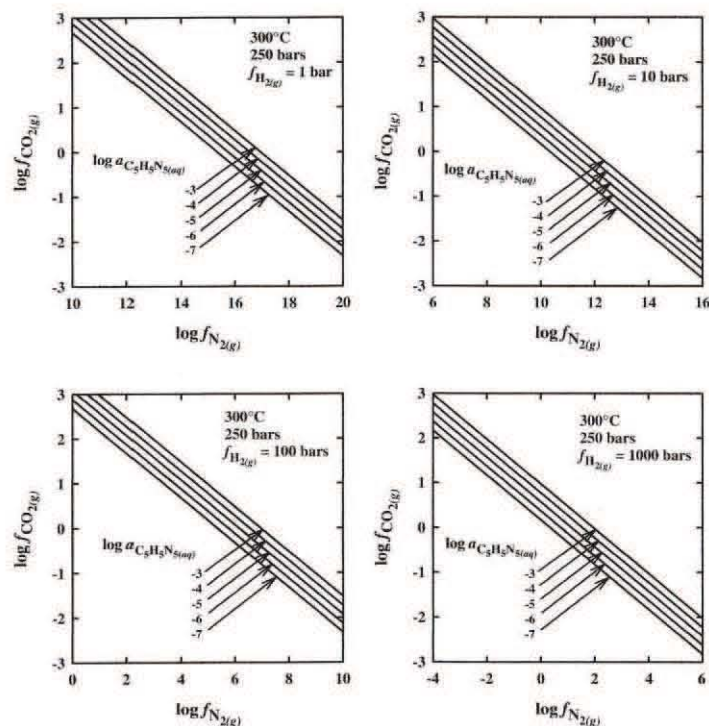 300°C
250 bars
fH2(g) = 1 bar
log aC5H5N5(aq)
-3
-4
-5
-6
-7
3
2
1
0
-1
-2
-3
10 12 14 16 18 20
log fCO2(g)
log fN2(g)
300°C
250 bars
fH2(g) = 10 bars
log aC5H5N5(aq)
-3
-4
-5
-6
-7
3
2
1
0
-1
-2
-3
6 8 10 12 14 16
log fCO2(g)
log fN2(g)
300°C
250 bars
fH2(g) = 100 bars
log aC5H5N5(aq)
-3
-4
-5
-6
-7
3
2
1
0
-1
-2
-3
0 2 4 6 8 10
log fCO2(g)
log fN2(g)
300°C
250 bars
fH2(g) = 1000 bars
log aC5H5N5(aq)
-3
-4
-5
-6
-7
3
2
1
0
-1
-2
-3
-4 -2 0 2 4 6
log fCO2(g)
log fN2(g)